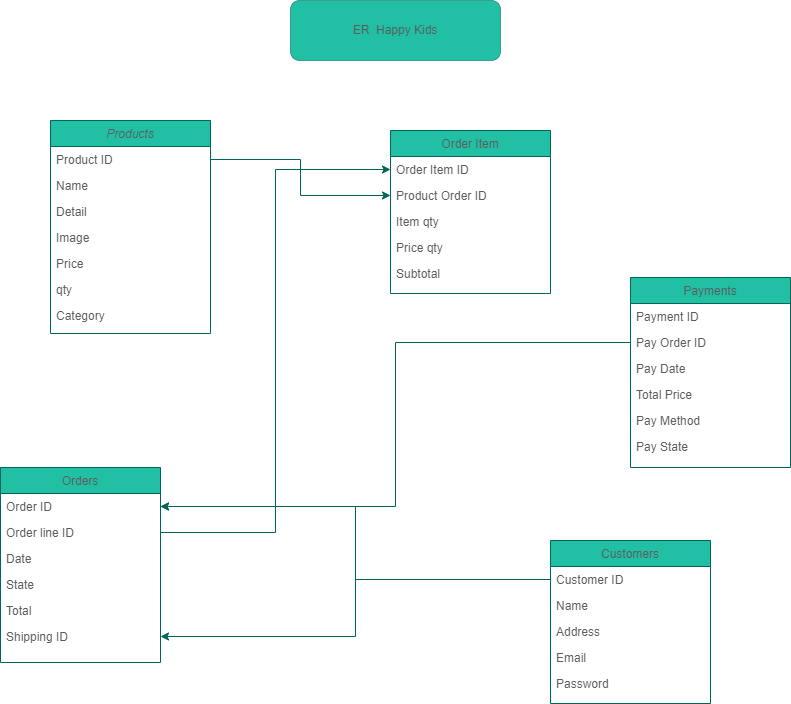 ER  Happy Kids
Products
Product ID
Name
Detail
Image
Price
qty
Category
Order Item
Order Item ID
Product Order ID
Item qty
Price qty
Subtotal
Payments
Payment ID
Pay Order ID
Pay Date
Total Price
Pay Method
Pay State
Orders
Order ID
Order line ID
Date
State
Total
Shipping ID
Customers
Customer ID
Name
Address
Email
Password